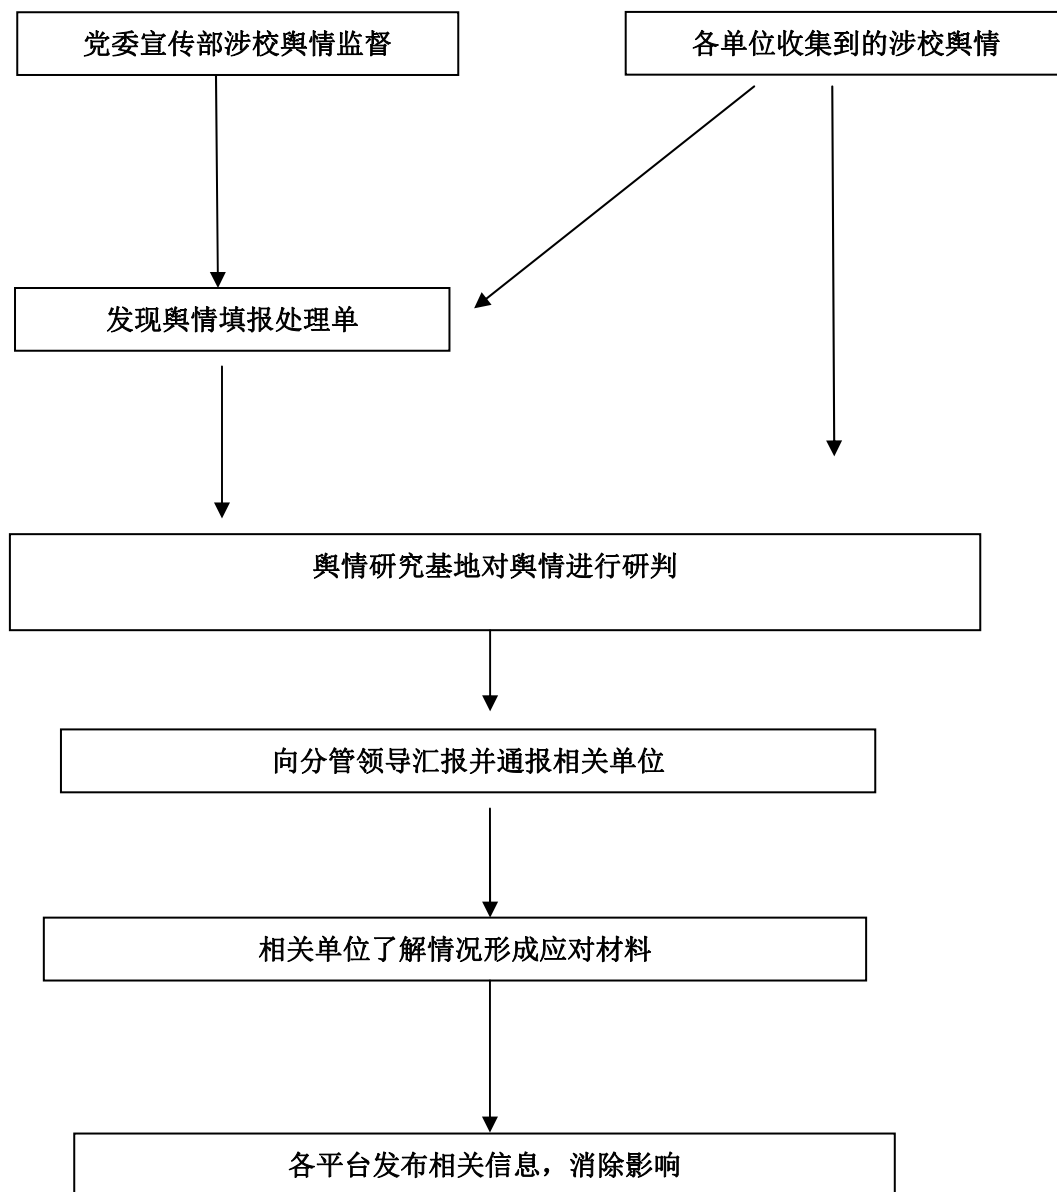 党委宣传部涉校舆情监督
各单位收集到的涉校舆情
发现舆情填报处理单
舆情研究基地对舆情进行研判
向分管领导汇报并通报相关单位
相关单位了解情况形成应对材料
各平台发布相关信息，消除影响